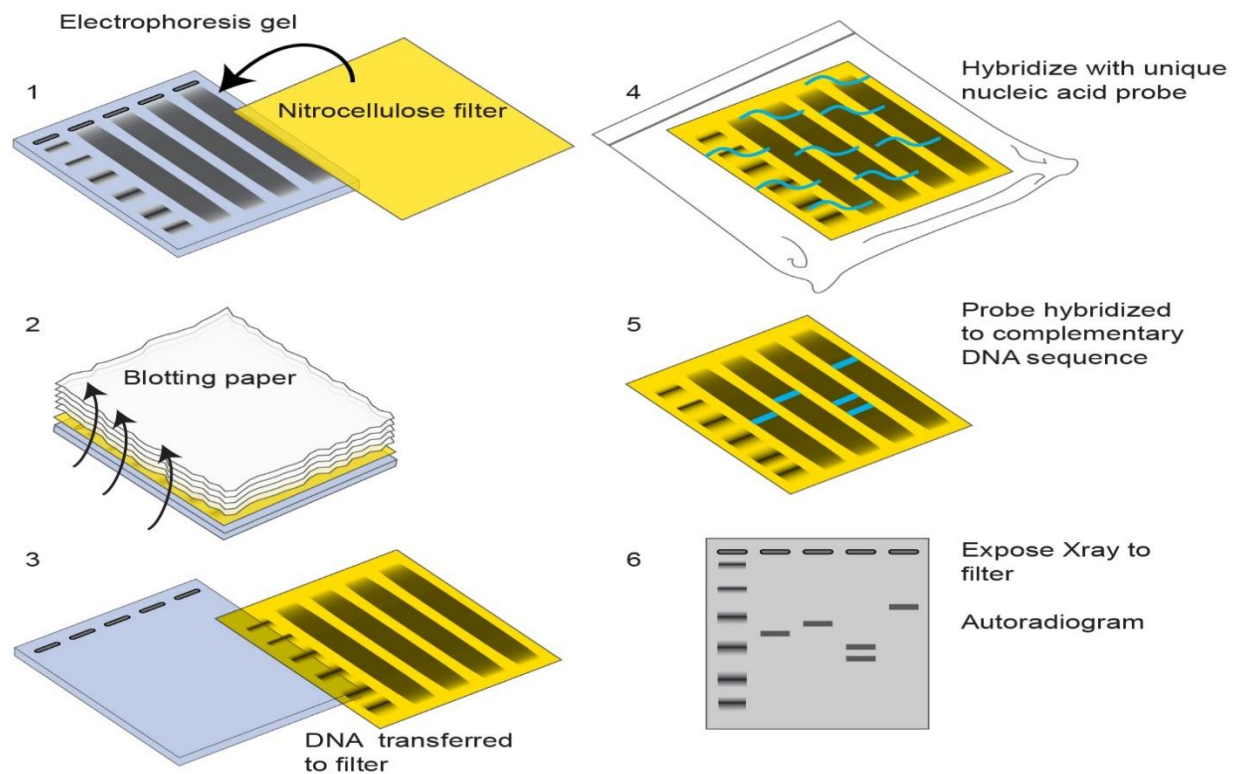 Electrophoresis gel
1
Nitrocellulose filter
2
Blotting paper
3
DNA transferred
to filter
4
Hybridize with unique
nucleic acid probe
5
Probe hybridized
to complementary
DNA sequence
6
Expose Xray to
filter
Autoradiogram